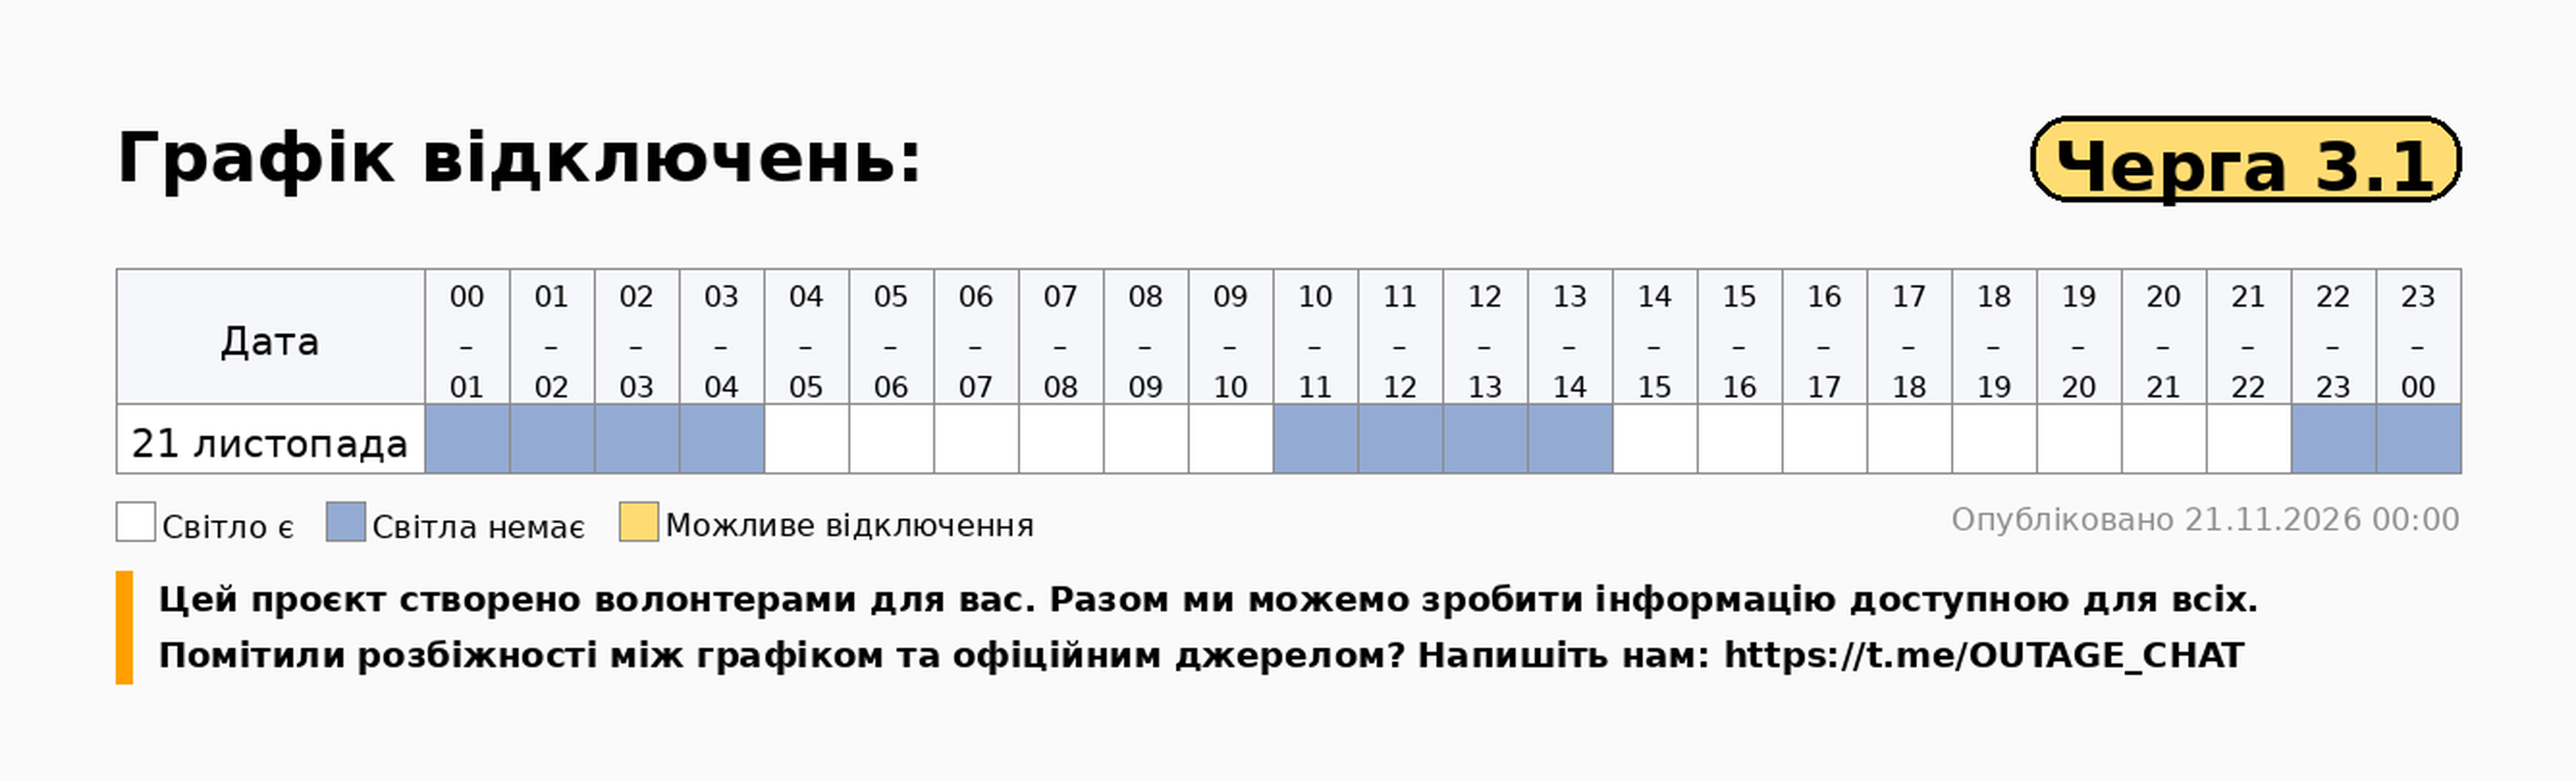 Графік відключень:
Черга 3.1
Дата
00 – 01
01 – 02
02 – 03
03 – 04
04 – 05
05 – 06
06 – 07
07 – 08
08 – 09
09 – 10
10 – 11
11 – 12
12 – 13
13 – 14
14 – 15
15 – 16
16 – 17
17 – 18
18 – 19
19 – 20
20 – 21
21 – 22
22 – 23
23 – 00
21 листопада
Світло є
Світла немає
Можливе відключення
Опубліковано 21.11.2026 00:00
Цей проєкт створено волонтерами для вас. Разом ми можемо зробити інформацію доступною для всіх.
Помітили розбіжності між графіком та офіційним джерелом? Напишіть нам: https://t.me/OUTAGE_CHAT